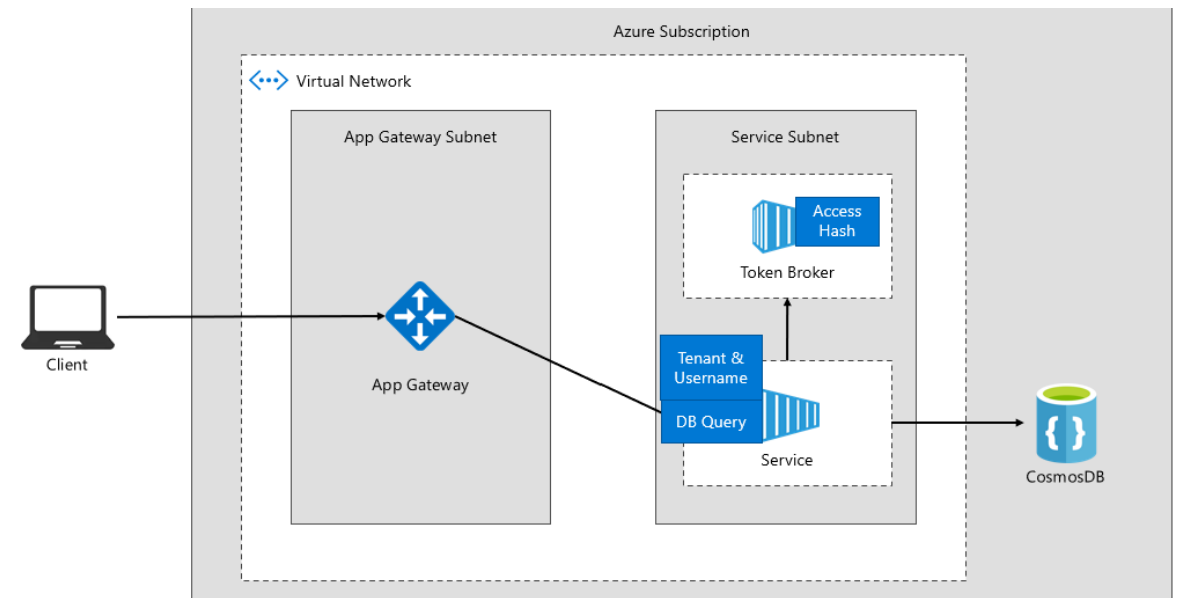 Azure Subscription
Virtual Network
App Gateway Subnet
Service Subnet
Access
Hash
Token Broker
Client
App Gateway
Tenant &
Username
DB Query
Service
CosmosDB